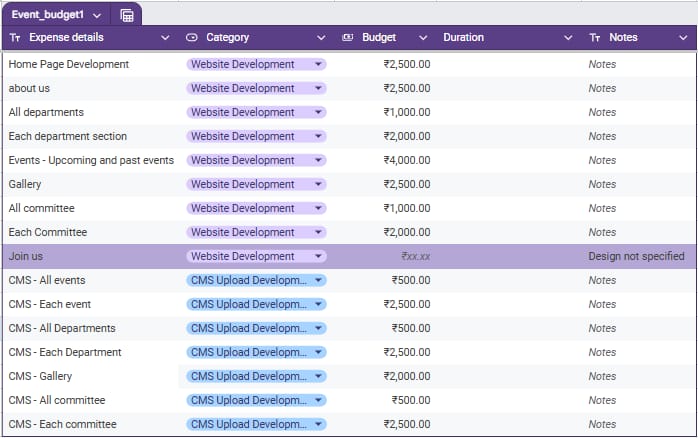 Event_budget1
Expense details Category Budget Duration Notes
Home Page Development Website Development ₹2,500.00 Notes
about us Website Development ₹2,500.00 Notes
All departments Website Development ₹1,000.00 Notes
Each department section Website Development ₹2,000.00 Notes
Events - Upcoming and past events Website Development ₹4,000.00 Notes
Gallery Website Development ₹2,500.00 Notes
All committee Website Development ₹1,000.00 Notes
Each Committee Website Development ₹2,000.00 Notes
Join us Website Development ₹xx.xx Design not specified
CMS - All events CMS Upload Developm... ₹500.00 Notes
CMS - Each event CMS Upload Developm... ₹2,500.00 Notes
CMS - All Departments CMS Upload Developm... ₹500.00 Notes
CMS - Each Department CMS Upload Developm... ₹2,500.00 Notes
CMS - Gallery CMS Upload Developm... ₹2,000.00 Notes
CMS - All committee CMS Upload Developm... ₹500.00 Notes
CMS - Each committee CMS Upload Developm... ₹2,500.00 Notes